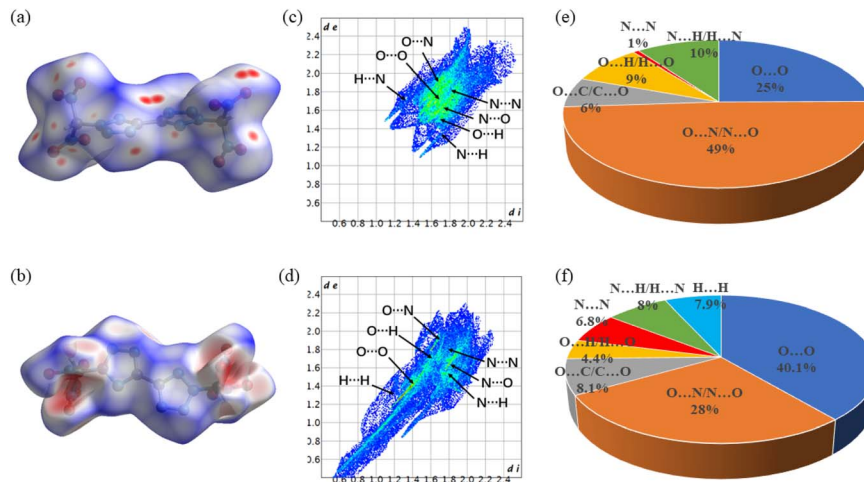 (a)
(c)
(e)
d e
2.4
2.2
2.0
1.8
1.6
1.4
1.2
1.0
0.8
0.6
O···N
O···O
H···N
N···N
N···O
O···H
N···H
d i
0.6 0.8 1.0 1.2 1.4 1.6 1.8 2.0 2.2 2.4
N...N
1%
N...H/H...N
10%
O...H/H...O
9%
O...C/C...O
6%
O...O
25%
O...N/N...O
49%
(b)
(d)
(f)
d e
2.4
2.2
2.0
1.8
1.6
1.4
1.2
1.0
0.8
0.6
O···N
O···H
O···O
H···H
N···N
N···O
N···H
d i
0.6 0.8 1.0 1.2 1.4 1.6 1.8 2.0 2.2 2.4
N...H/H...N
8%
H...H
7.9%
N...N
6.8%
O...H/H...O
4.4%
O...C/C...O
8.1%
O...O
40.1%
O...N/N...O
28%